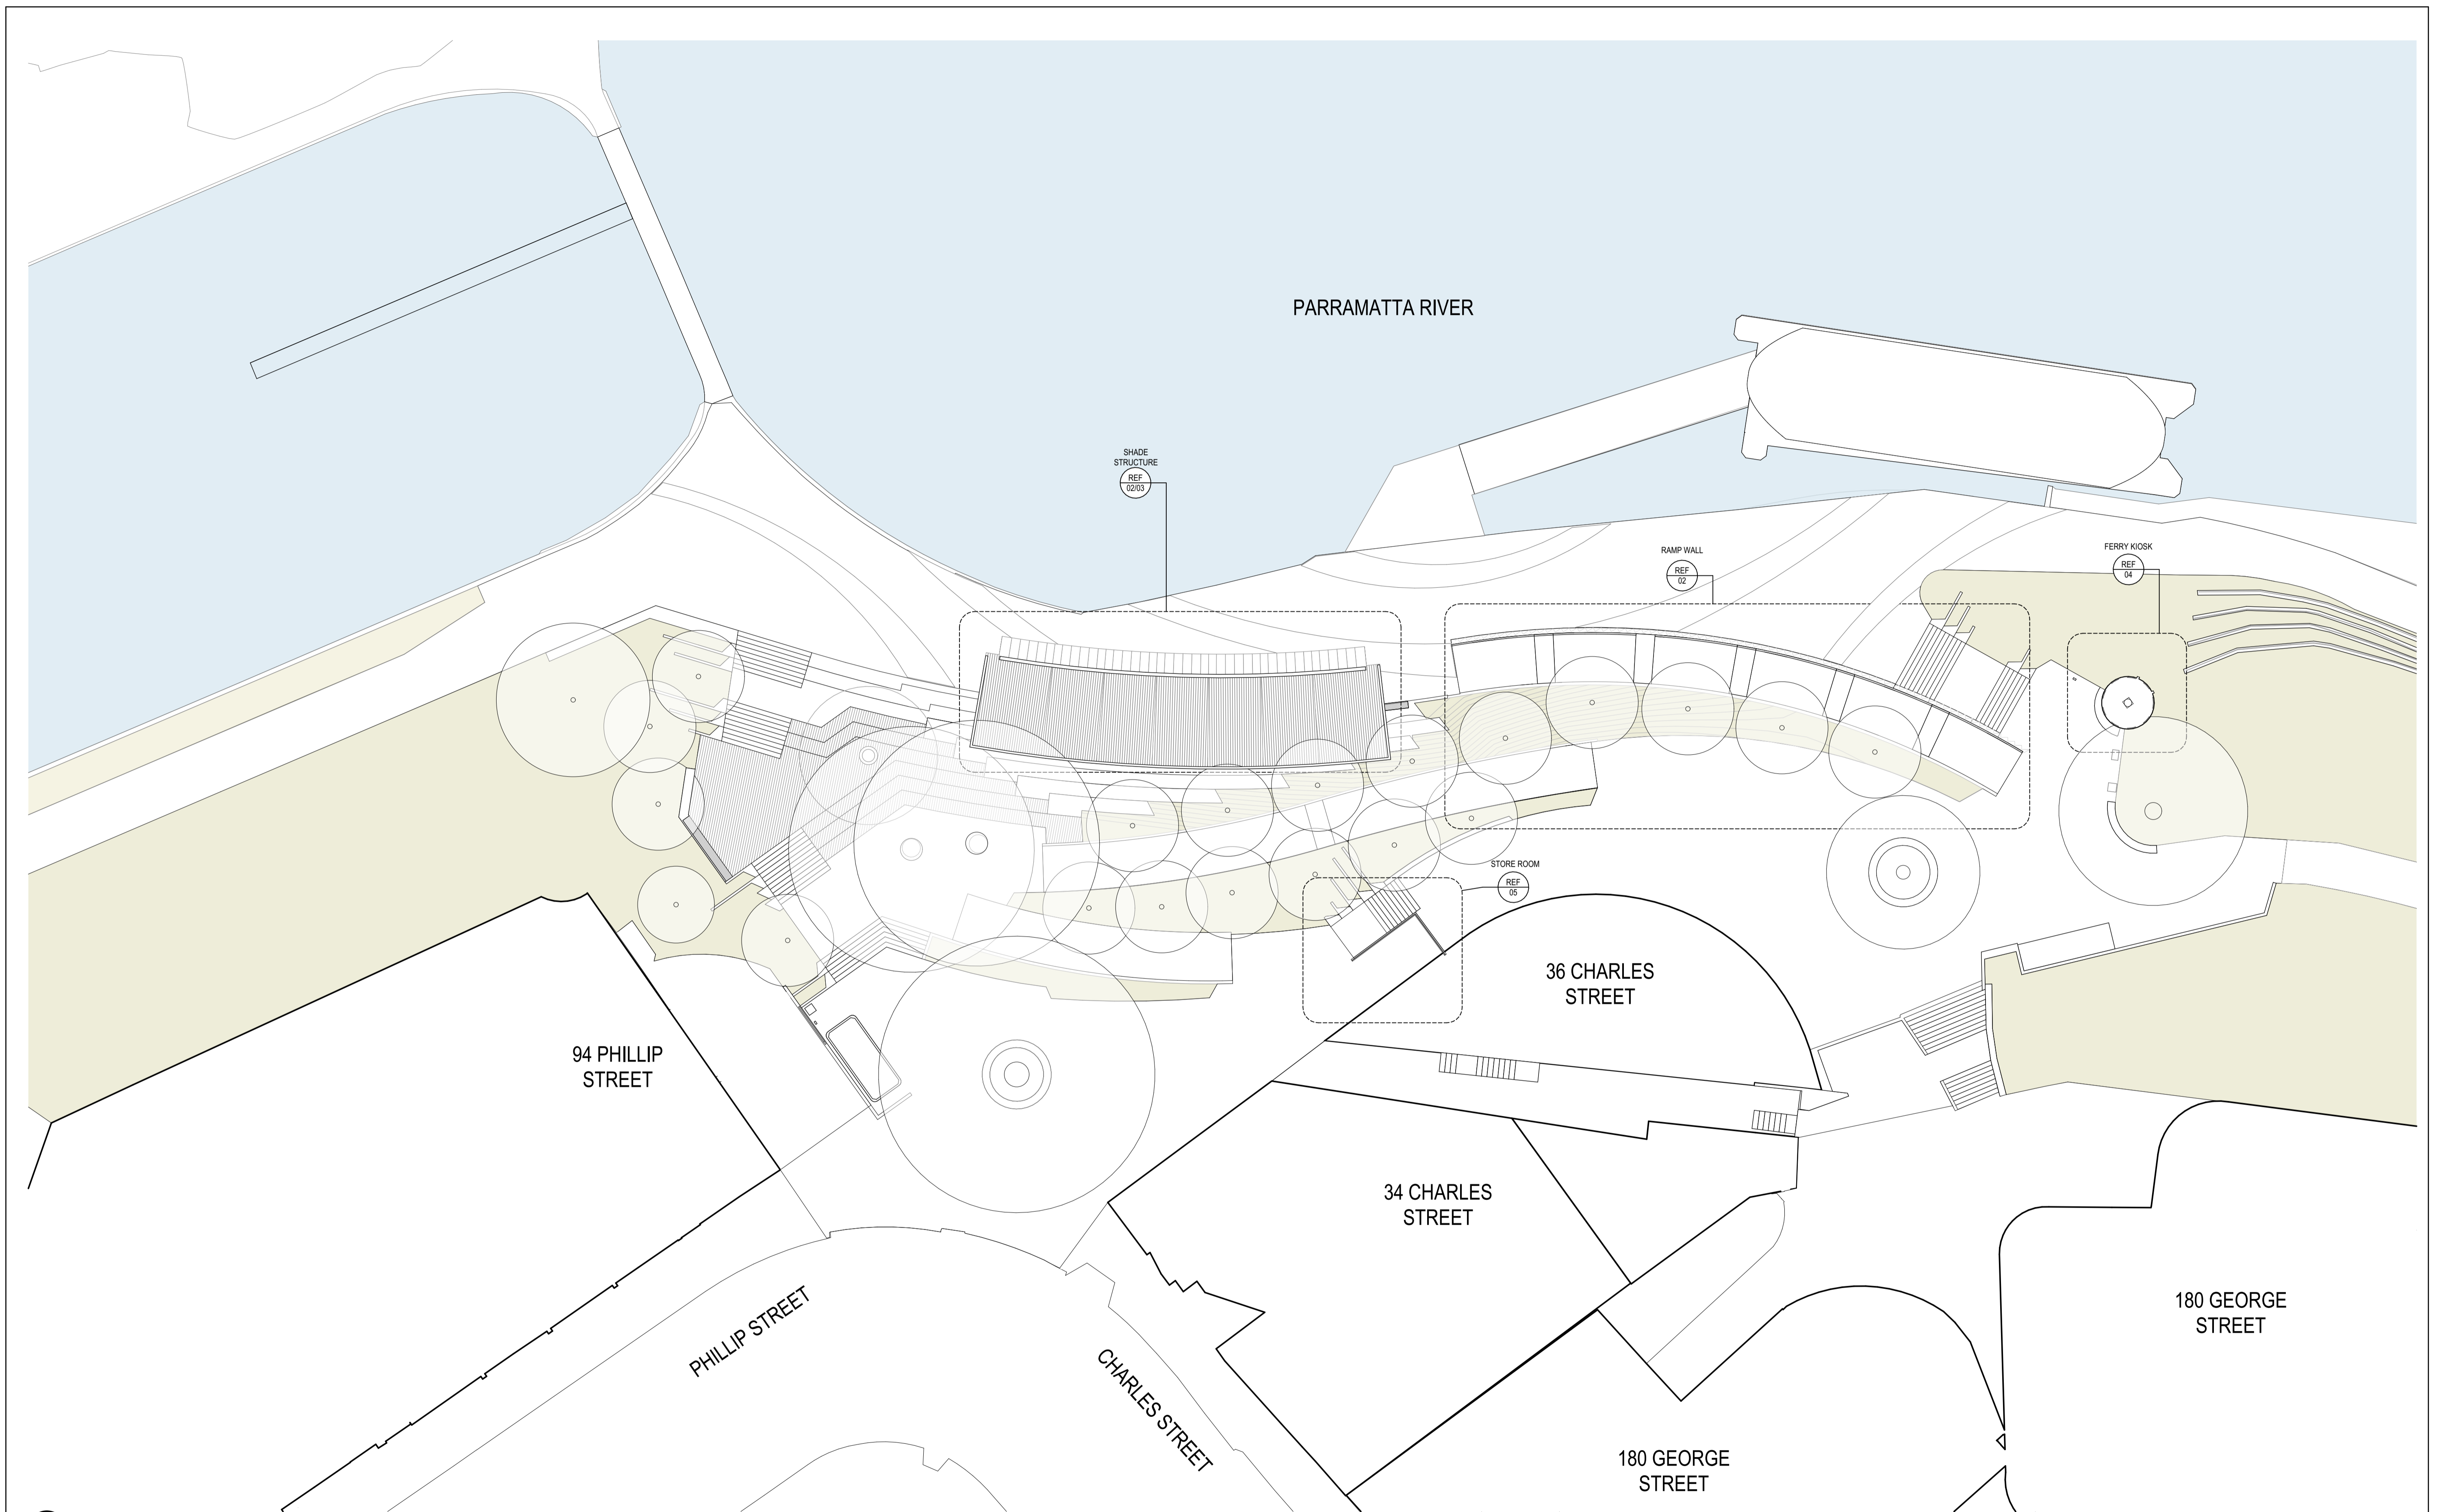 PARRAMATTA RIVER
SHADE
STRUCTURE
REF
02/03
RAMP WALL
REF
02
FERRY KIOSK
REF
04
STORE ROOM
REF
05
36 CHARLES
STREET
94 PHILLIP
STREET
34 CHARLES
STREET
180 GEORGE
STREET
PHILLIP STREET
CHARLES STREET
180 GEORGE
STREET